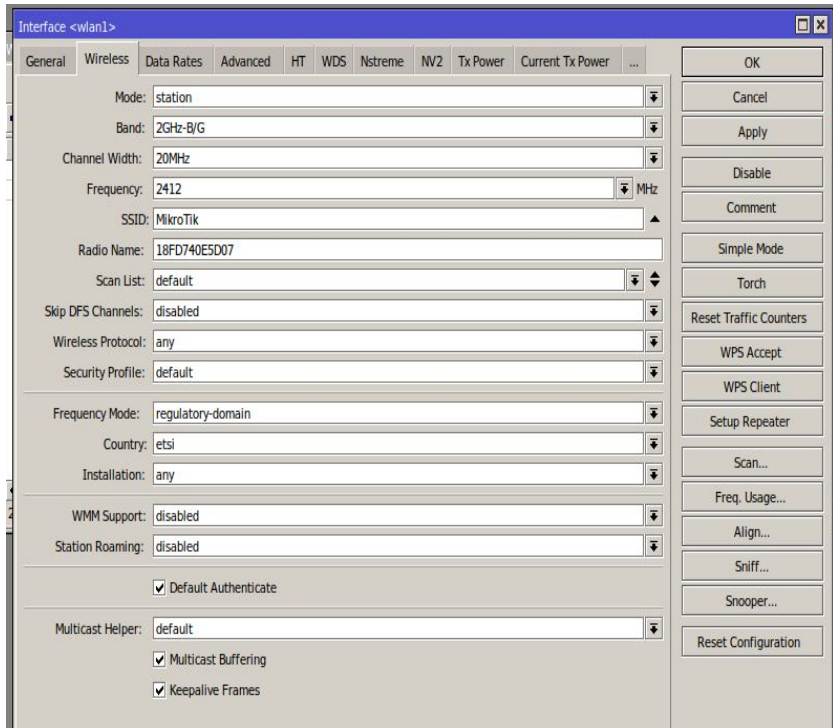 Interface <wlan1>
General Wireless Data Rates Advanced HT WDS Nstreme NV2 Tx Power Current Tx Power ...
Mode: station
Band: 2GHz-B/G
Channel Width: 20MHz
Frequency: 2412 MHz
SSID: MikroTik
Radio Name: 18FD740E5D07
Scan List: default
Skip DFS Channels: disabled
Wireless Protocol: any
Security Profile: default
Frequency Mode: regulatory-domain
Country: etsi
Installation: any
WMM Support: disabled
Station Roaming: disabled
Default Authenticate
Multicast Helper: default
Multicast Buffering
Keepalive Frames
OK
Cancel
Apply
Disable
Comment
Simple Mode
Torch
Reset Traffic Counters
WPS Accept
WPS Client
Setup Repeater
Scan...
Freq. Usage...
Align...
Sniff...
Snooper...
Reset Configuration